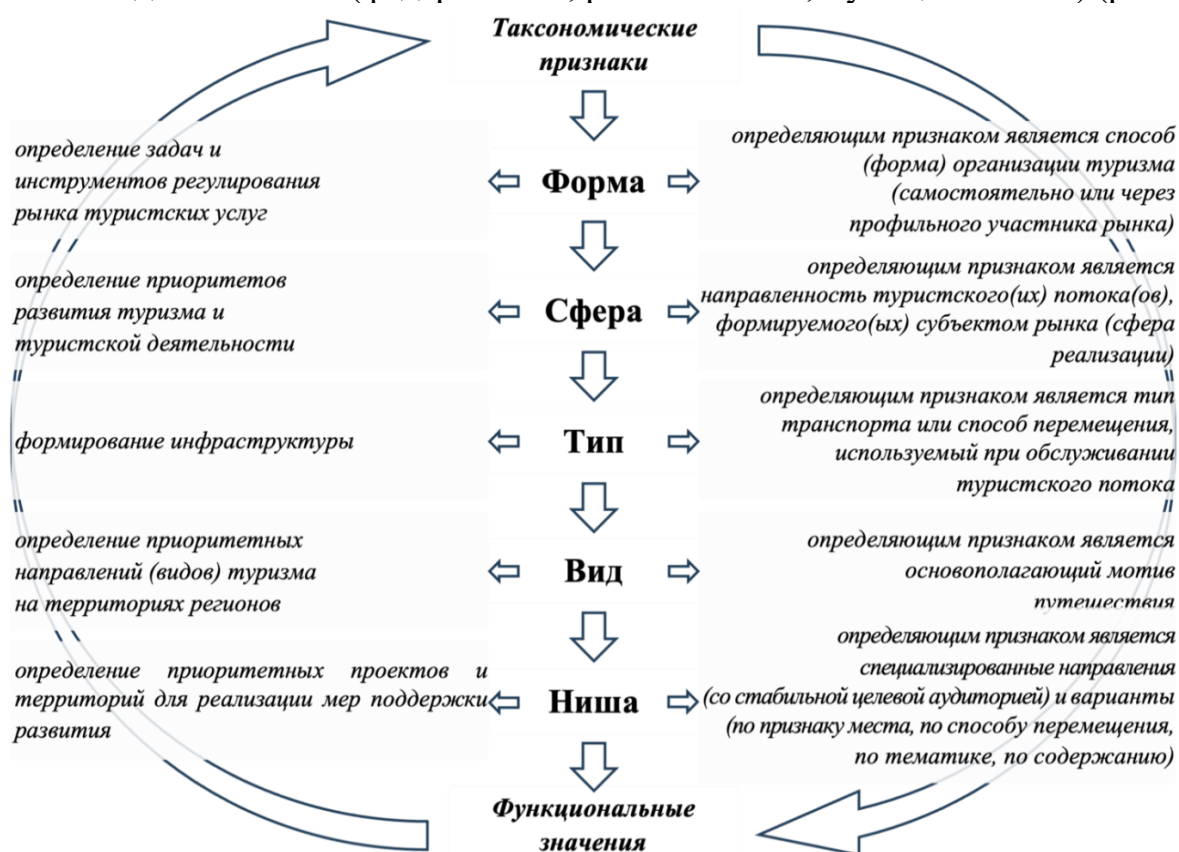 Таксономические
признаки
определение задач и
инструментов регулирования
рынка туристских услуг
Форма
определяющим признаком является способ
(форма) организации туризма
(самостоятельно или через
профильного участника рынка)
определение приоритетов
развития туризма и
туристской деятельности
Сфера
определяющим признаком является
направленность туристского(их) потока(ов),
формируемого(ых) субъектом рынка (сфера
реализации)
формирование инфраструктуры
Тип
определяющим признаком является тип
транспорта или способ перемещения,
используемый при обслуживании
туристского потока
определение приоритетных
направлений (видов) туризма
на территориях регионов
Вид
определяющим признаком является
основополагающий мотив
путешествия
определение приоритетных проектов и
территорий для реализации мер поддержки
развития
Ниша
определяющим признаком является
специализированные направления
(со стабильной целевой аудиторией) и варианты
(по признаку места, по способу перемещения,
по тематике, по содержанию)
Функциональные
значения